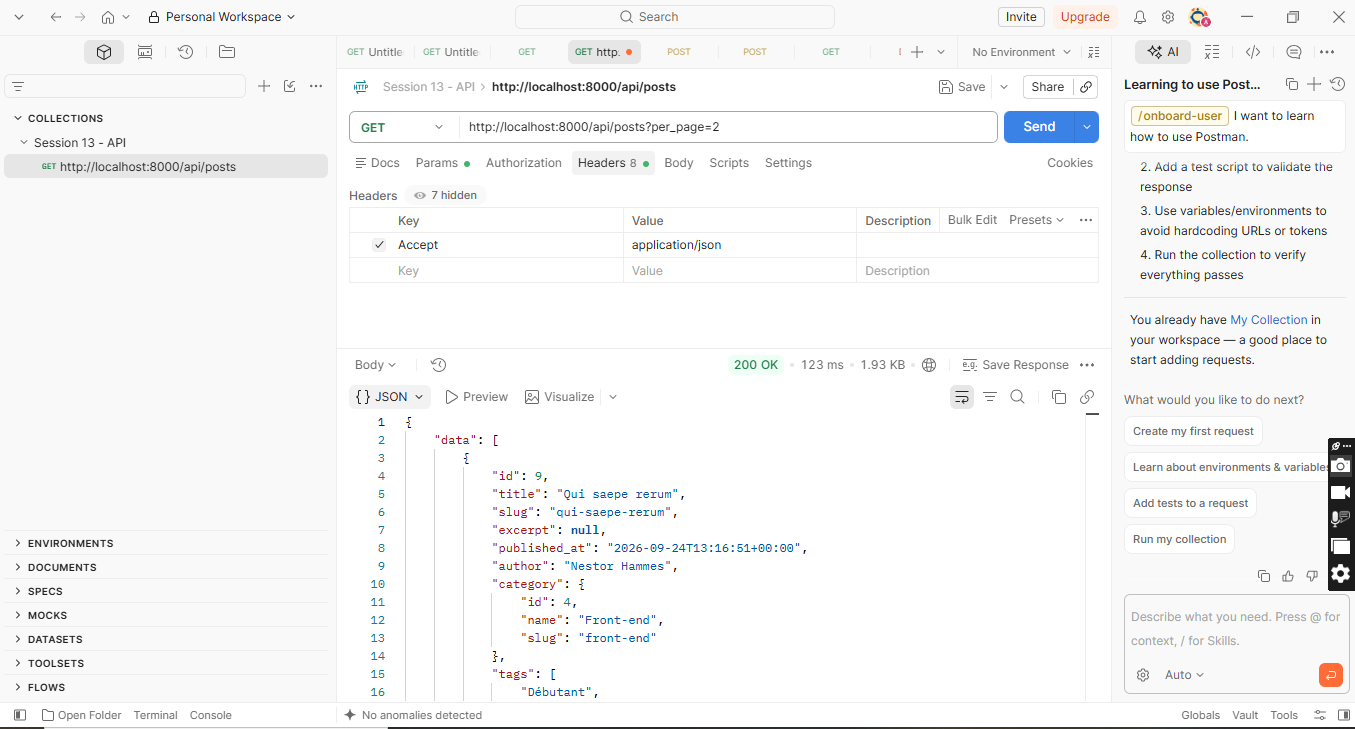 Personal Workspace
Search
Invite
Upgrade
GET Untitle
GET Untitle
GET
GET http.
POST
POST
GET
No Environment
AI
Session 13 - API › http://localhost:8000/api/posts
Save
Share
GET
http://localhost:8000/api/posts?per_page=2
Send
Docs
Params
Authorization
Headers 8
Body
Scripts
Settings
Cookies
Headers
7 hidden
Key
Value
Description
Bulk Edit
Presets
Accept
application/json
Key
Value
Description
COLLECTIONS
Session 13 - API
GET http://localhost:8000/api/posts
ENVIRONMENTS
DOCUMENTS
SPECS
MOCKS
DATASETS
TOOLSETS
FLOWS
Body
200 OK
123 ms
1.93 KB
e.g. Save Response
{} JSON
Preview
Visualize
1 {
2 "data": [
3 {
4 "id": 9,
5 "title": "Qui saepe rerum",
6 "slug": "qui-saepe-rerum",
7 "excerpt": null,
8 "published_at": "2026-09-24T13:16:51+00:00",
9 "author": "Nestor Hammes",
10 "category": {
11 "id": 4,
12 "name": "Front-end",
13 "slug": "front-end"
14 },
15 "tags": [
16 "Débutant",
Learning to use Post...
/onboard-user I want to learn
how to use Postman.
2. Add a test script to validate the
response
3. Use variables/environments to
avoid hardcoding URLs or tokens
4. Run the collection to verify
everything passes
You already have My Collection in
your workspace — a good place to
start adding requests.
What would you like to do next?
Create my first request
Learn about environments & variables
Add tests to a request
Run my collection
Describe what you need. Press @ for
context, / for Skills.
Auto
Open Folder
Terminal
Console
No anomalies detected
Globals
Vault
Tools